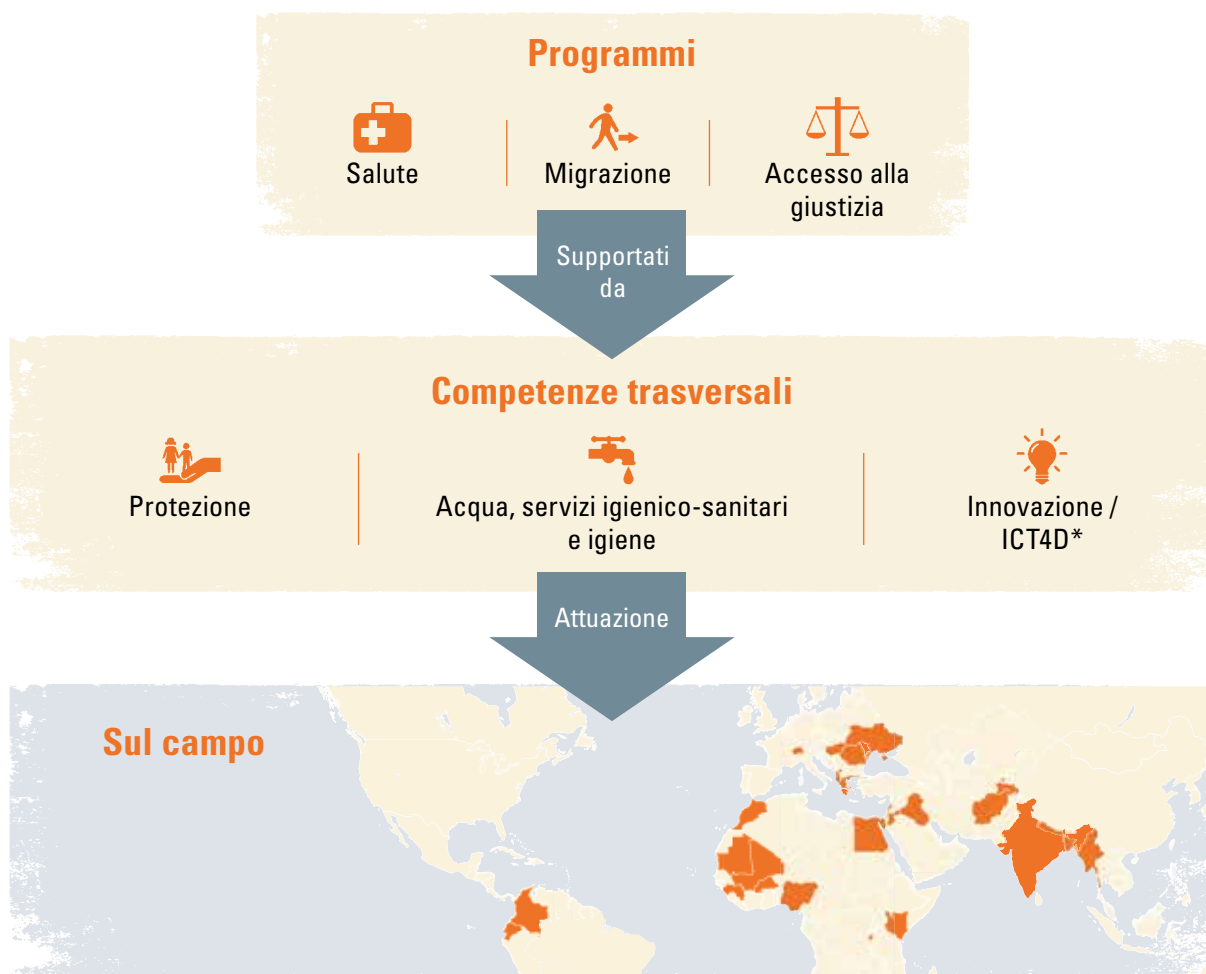 Programmi
Salute
Migrazione
Accesso alla
giustizia
Supportati
da
Competenze trasversali
Protezione
Acqua, servizi igienico-sanitari
e igiene
Innovazione /
ICT4D*
Attuazione
Sul campo